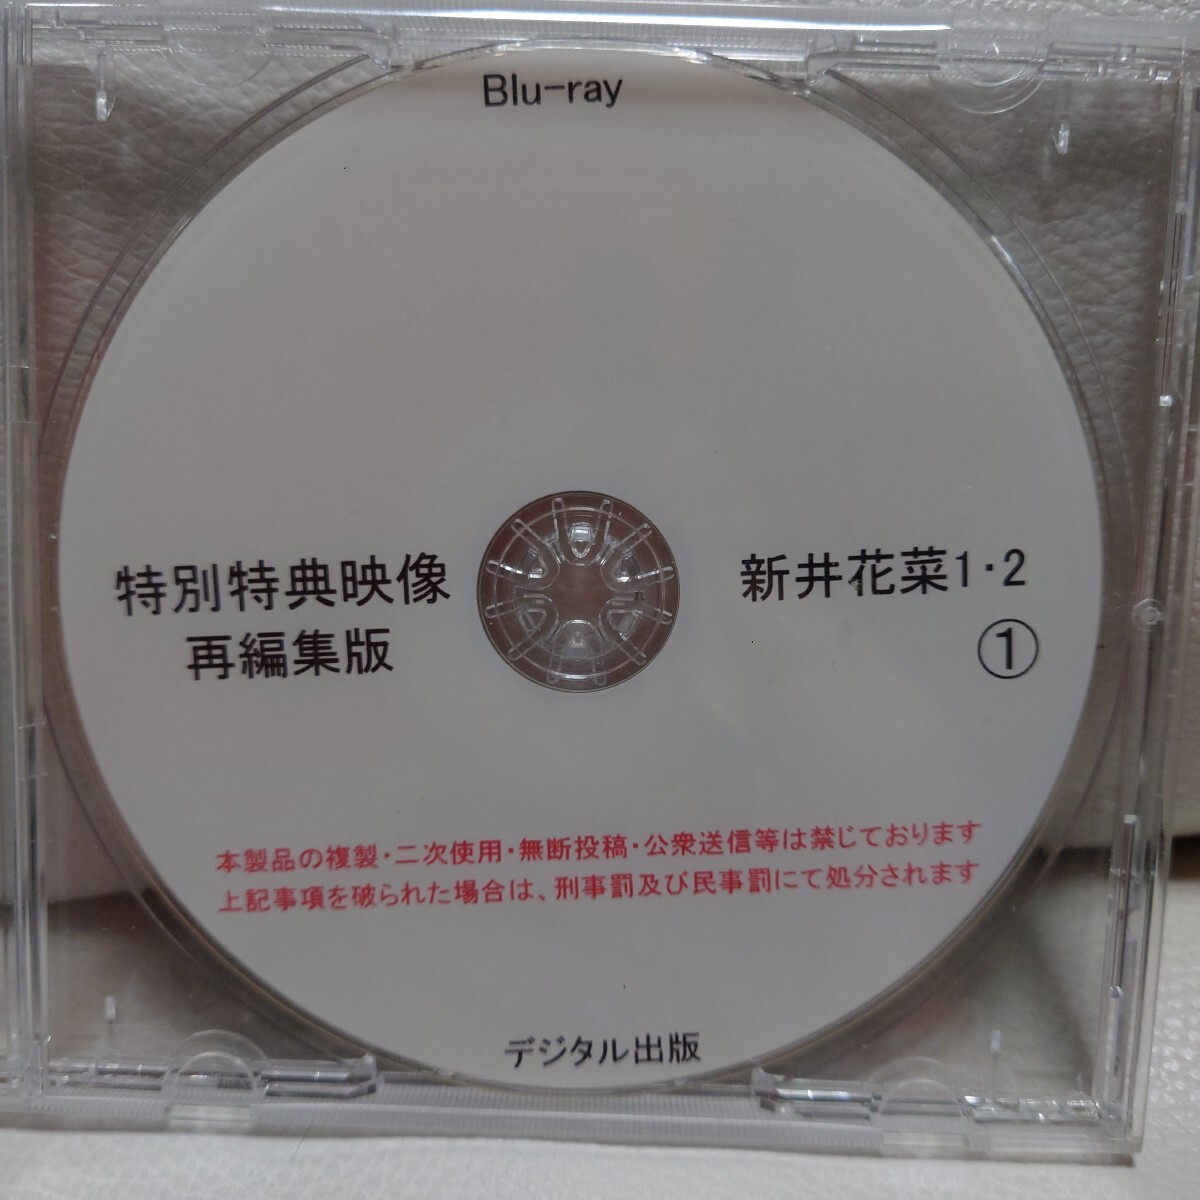 Blu-ray
特別特典映像
再編集版
新井花菜1・2
①
本製品の複製・二次使用・無断投稿・公衆送信等は禁じております
上記事項を破られた場合は、刑事罰及び民事罰にて処分されます
デジタル出版